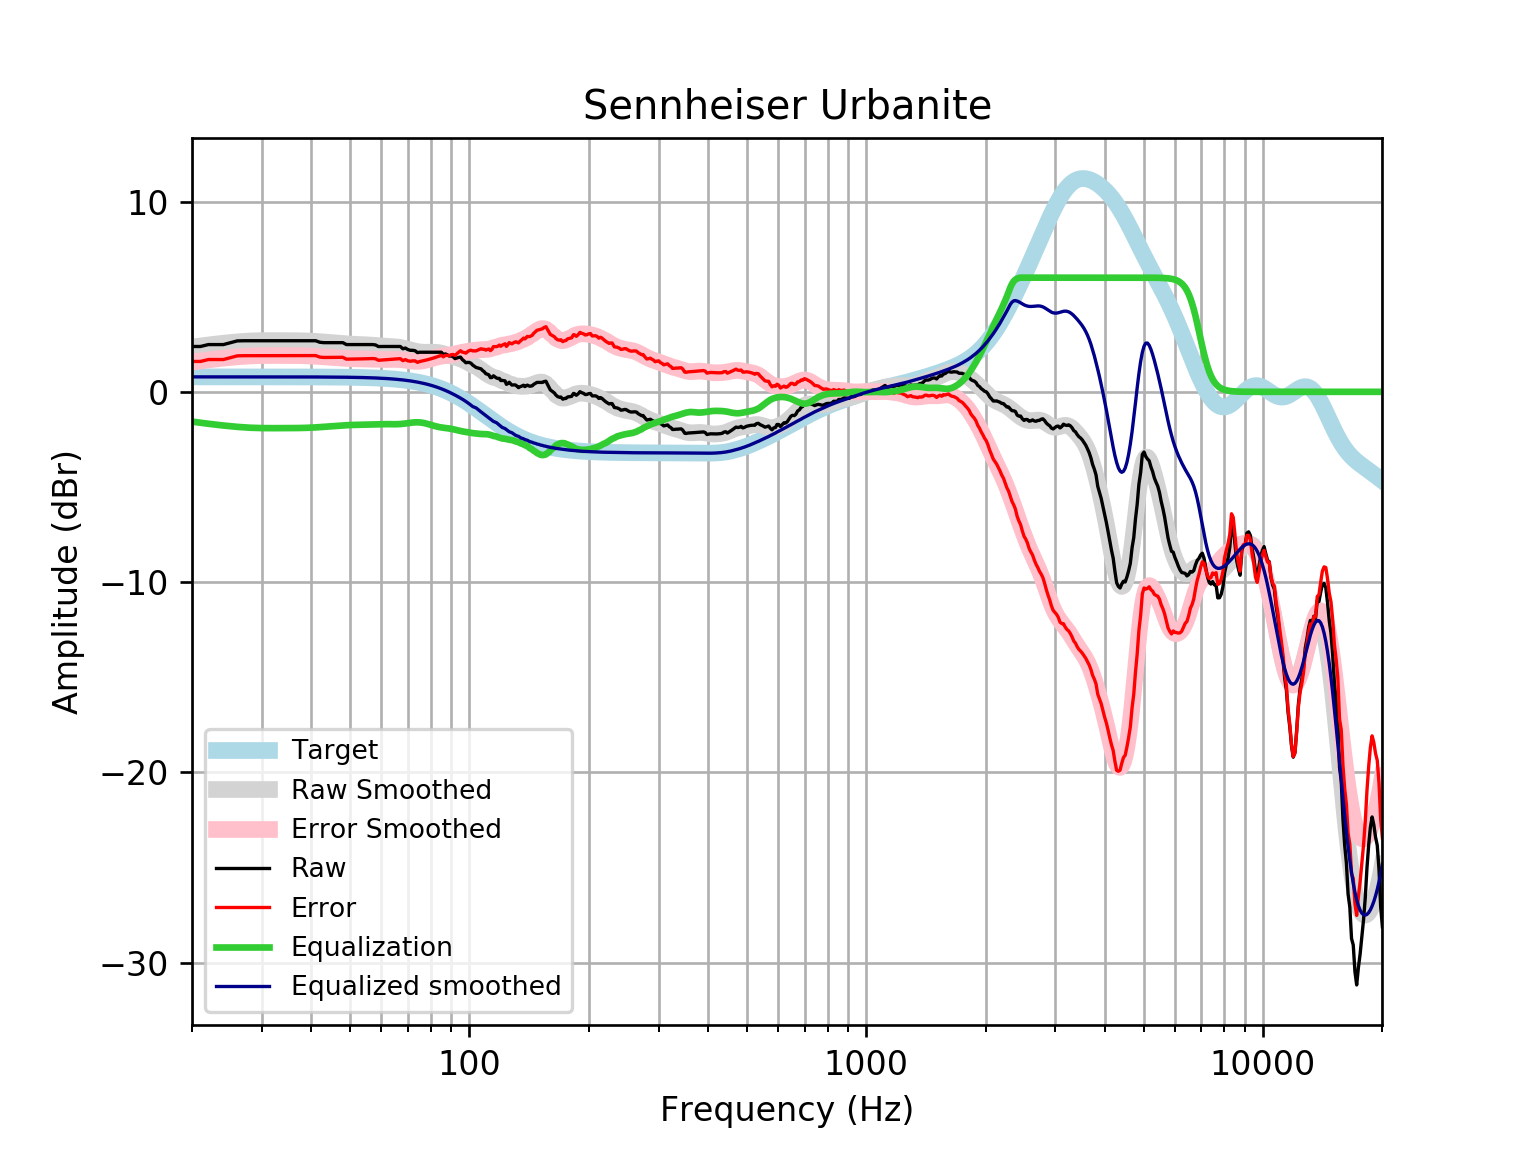 Sennheiser Urbanite
10
0
−10
−20
−30
Amplitude (dBr)
Target
Raw Smoothed
Error Smoothed
Raw
Error
Equalization
Equalized smoothed
100
1000
10000
Frequency (Hz)